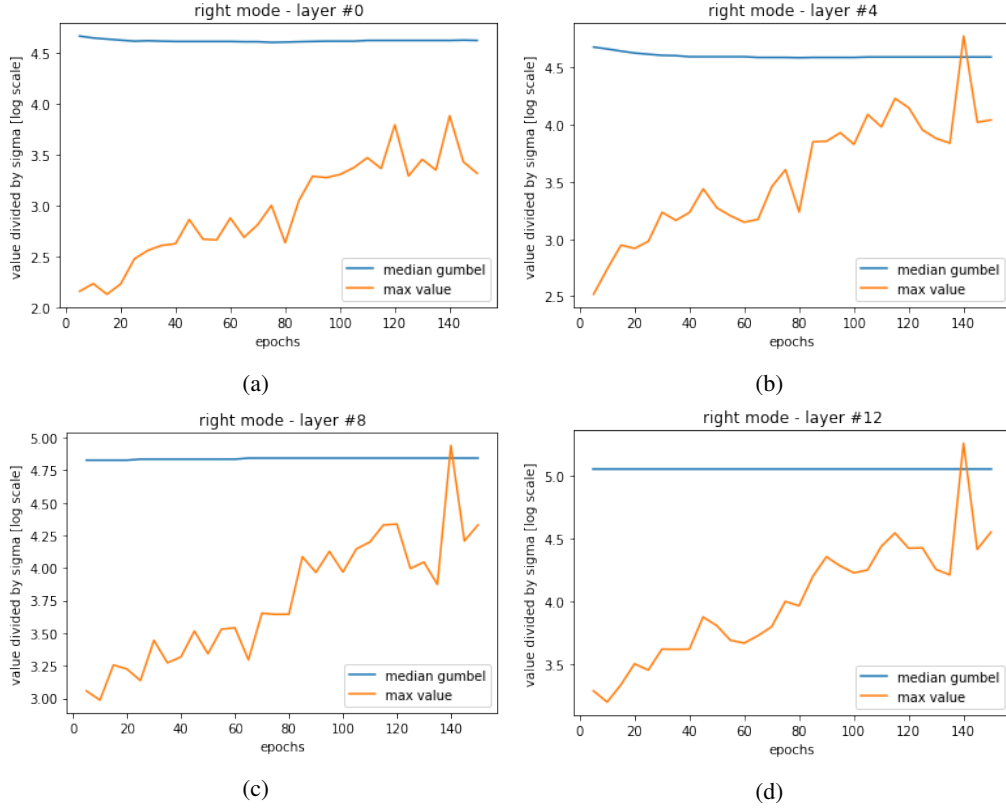 right mode - layer #0
value divided by sigma [log scale]
4.5
4.0
3.5
3.0
2.5
2.0
0 20 40 60 80 100 120 140
epochs
median gumbel
max value
(a)
right mode - layer #4
value divided by sigma [log scale]
4.5
4.0
3.5
3.0
2.5
0 20 40 60 80 100 120 140
epochs
median gumbel
max value
(b)
right mode - layer #8
value divided by sigma [log scale]
5.00
4.75
4.50
4.25
4.00
3.75
3.50
3.25
3.00
0 20 40 60 80 100 120 140
epochs
median gumbel
max value
(c)
right mode - layer #12
value divided by sigma [log scale]
5.0
4.5
4.0
3.5
0 20 40 60 80 100 120 140
epochs
median gumbel
max value
(d)